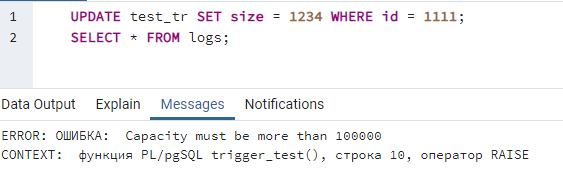 1 UPDATE test_tr SET size = 1234 WHERE id = 1111;
2 SELECT * FROM logs;
Data Output Explain Messages Notifications
ERROR: ОШИБКА: Capacity must be more than 100000
CONTEXT: функция PL/pgSQL trigger_test(), строка 10, оператор RAISE